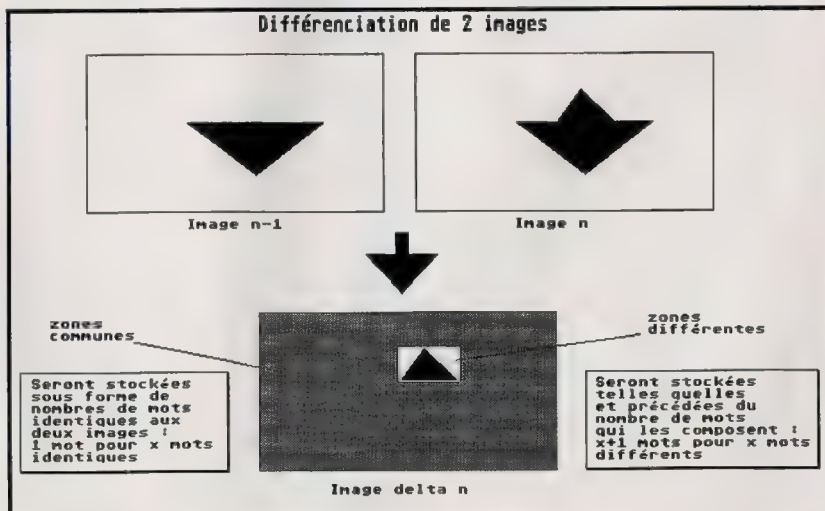 Différenciation de 2 images
Image n-1
Image n
zones
communes
zones
différentes
Seront stockées
sous forme de
nombres de mots
identiques aux
deux images :
1 mot pour x mots
identiques
Seront stockées
telles quelles
et précédées du
nombre de mots
qui les composent :
x+1 mots pour x mots
différents
Image delta n